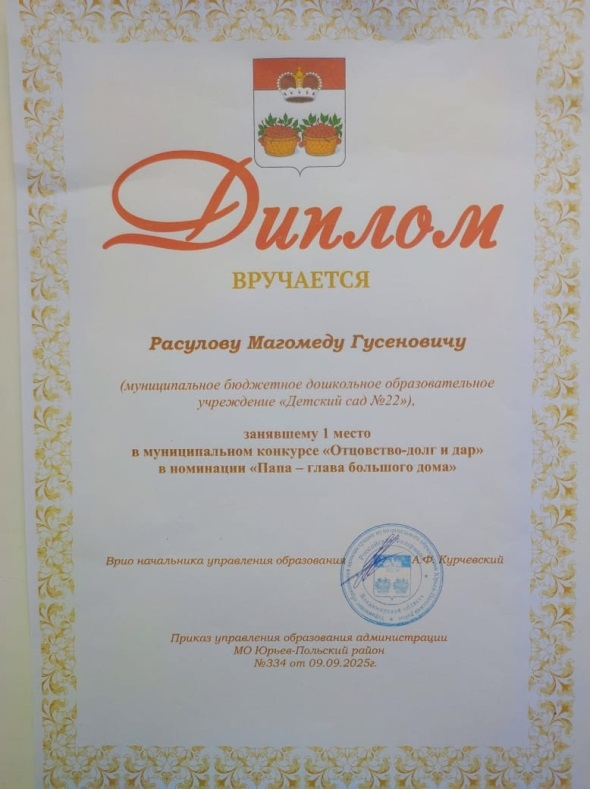 Диплом
ВРУЧАЕТСЯ
Расулову Магомеду Гусеновичу
(муниципальное бюджетное дошкольное образовательное
учреждение «Детский сад №22»),
занявшему 1 место
в муниципальном конкурсе «Отцовство-долг и дар»
в номинации «Папа – глава большого дома»
Врио начальника управления образования А.Ф. Курчевский
Приказ управления образования администрации
МО Юрьев-Польский район
№334 от 09.09.2025г.